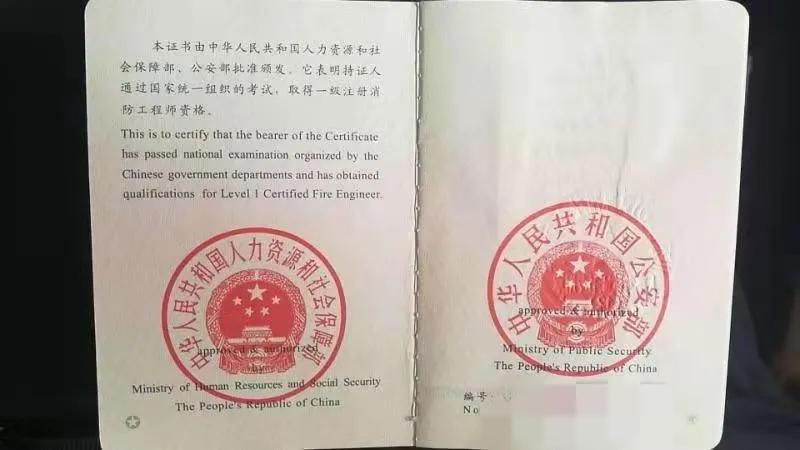 本证书由中华人民共和国人力资源和社
会保障部、公安部批准颁发。它表明持证人
通过国家统一组织的考试，取得一级注册消
防工程师资格。
This is to certify that the bearer of the Certificate
has passed national examination organized by the
Chinese government departments and has obtained
qualifications for Level 1 Certified Fire Engineer.
中华人民共和国人力资源和社会保障部
approved & authorized
by
Ministry of Human Resources and Social Security
The People's Republic of China
中华人民共和国公安部
approved & authorized
by
Ministry of Public Security
The People's Republic of China
编号:
No